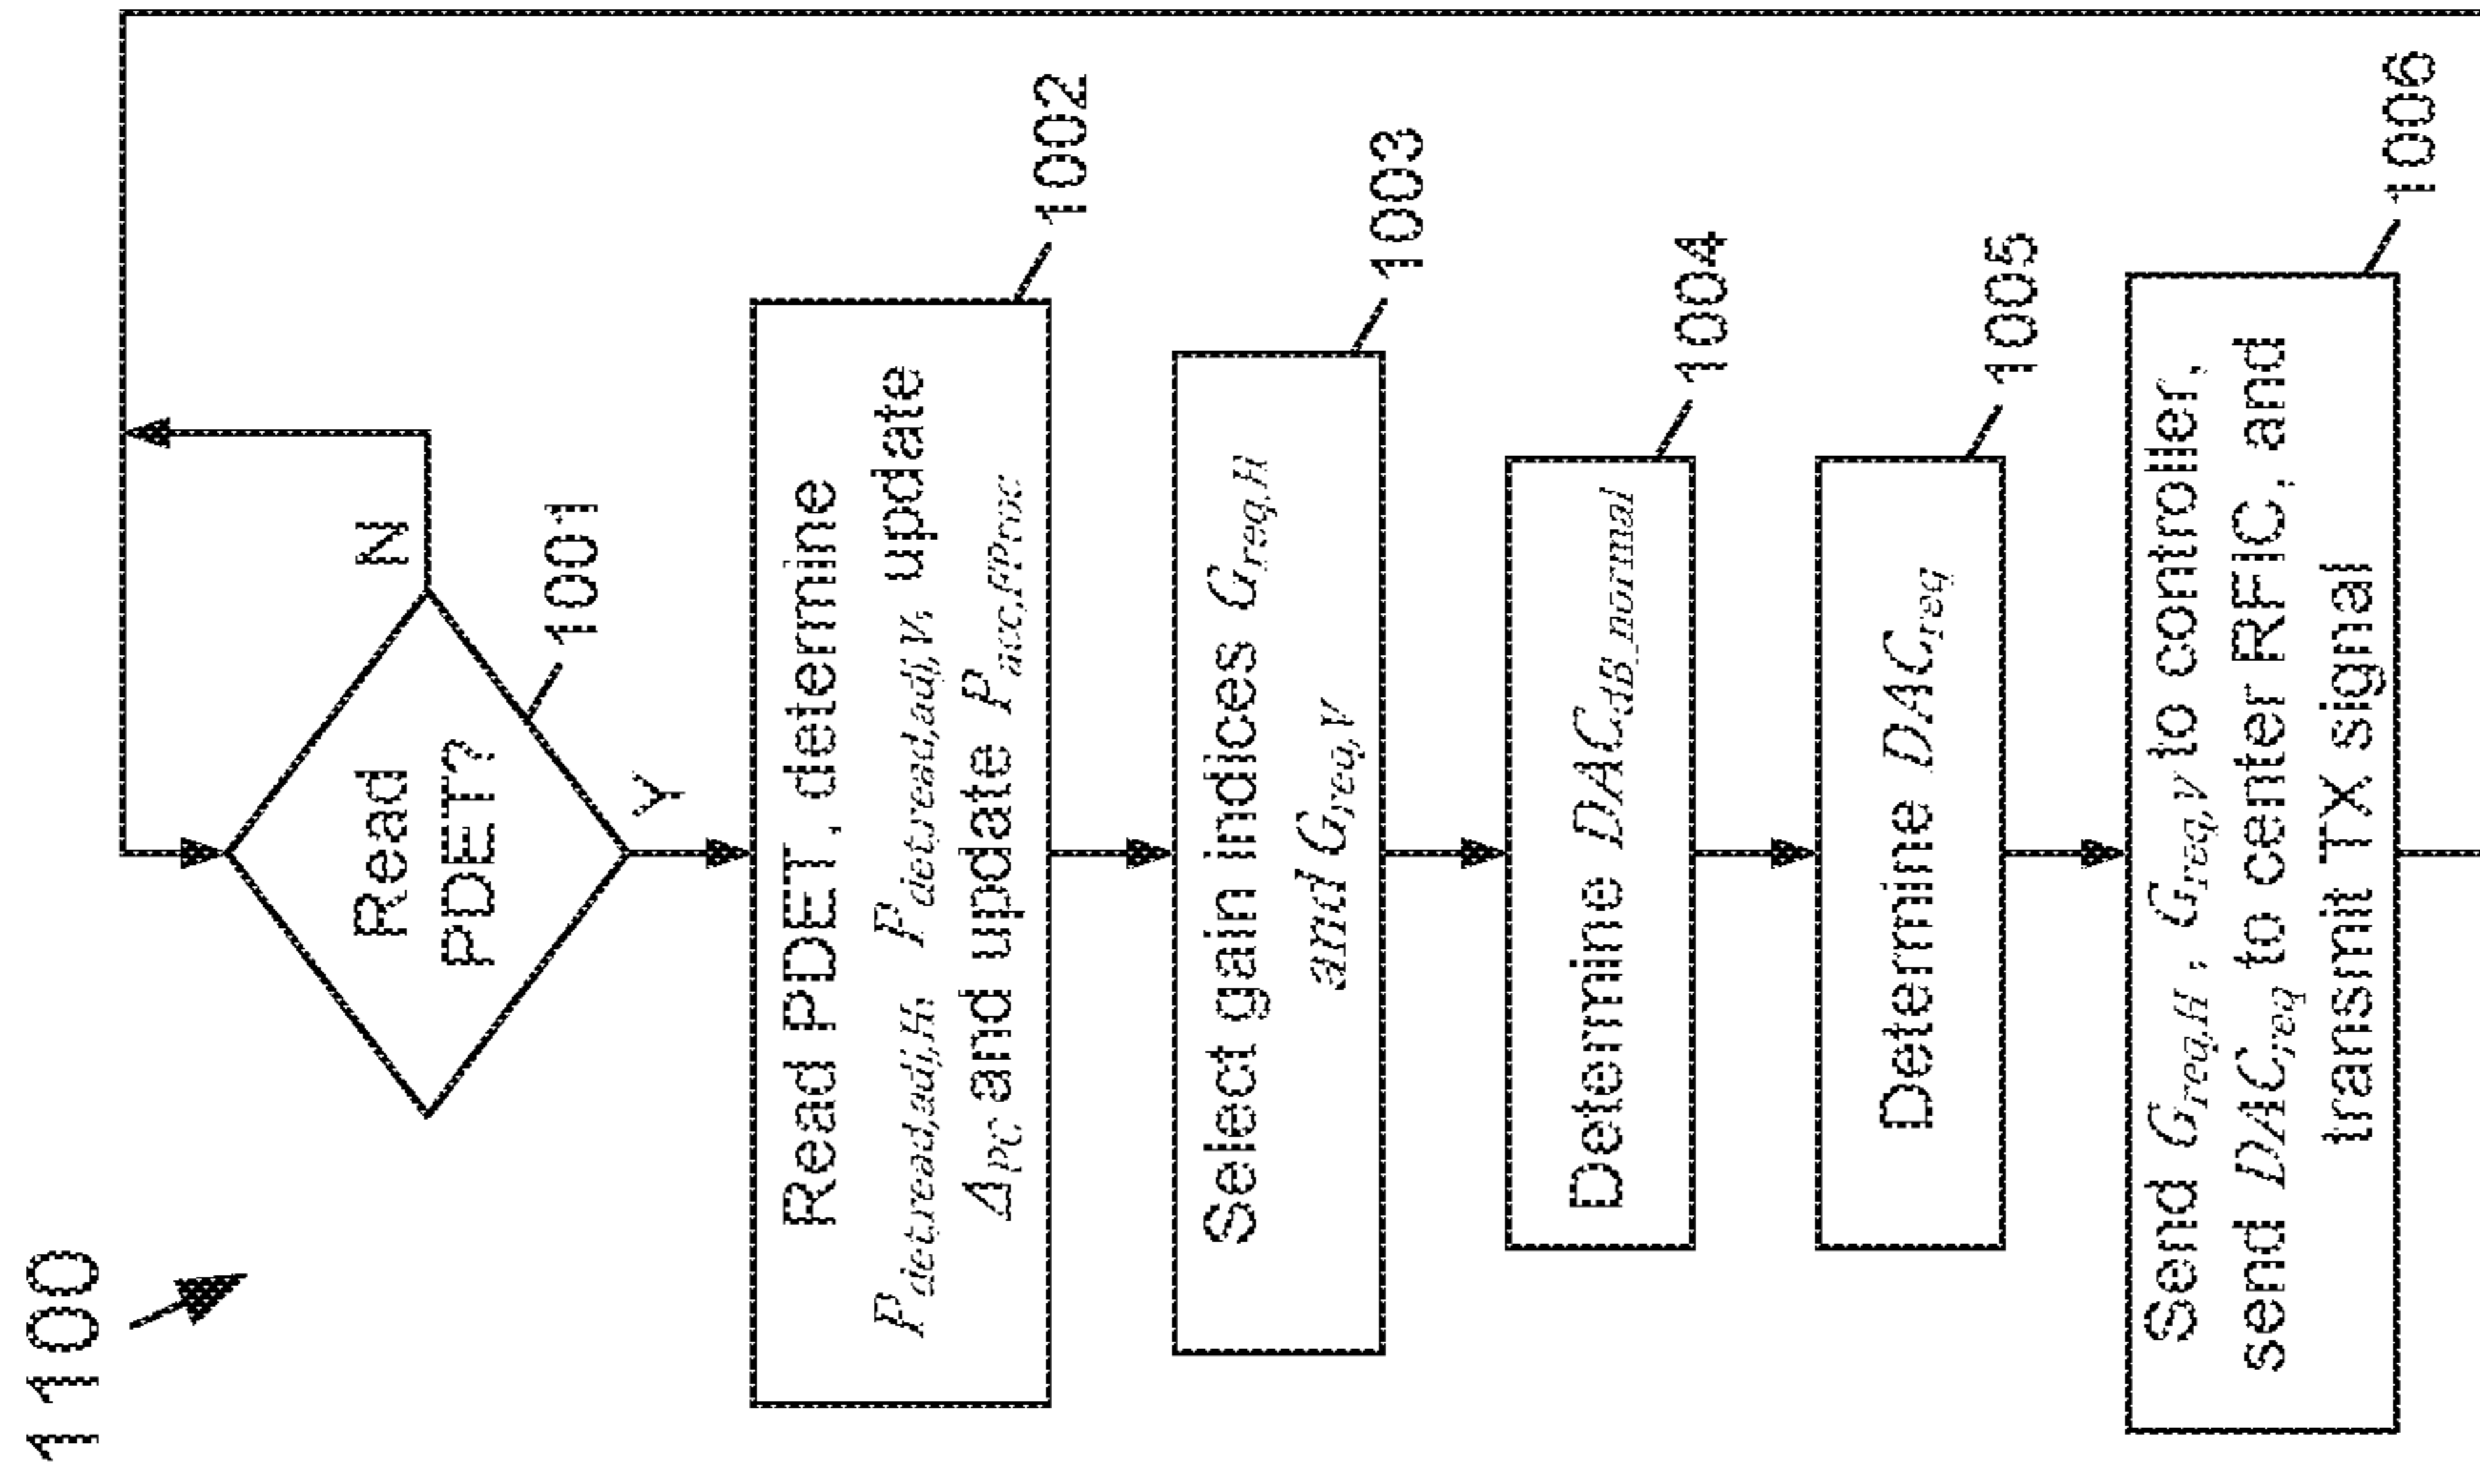 1100
Read
PDET?
N
1001
Y
Read PDET, determine
P_{det,read,adj,H}, P_{det,read,adj,V}, update
Δ_{PC} and update P_{acc,FProc}
1002
Select gain indices G_{req,H}
and G_{req,V}
1003
Determine DAC_{dB_normal}
1004
Determine DAC_{req}
1005
Send G_{req,H}, G_{req,V} to controller,
send DAC_{req} to center RFIC, and
transmit TX signal
1006